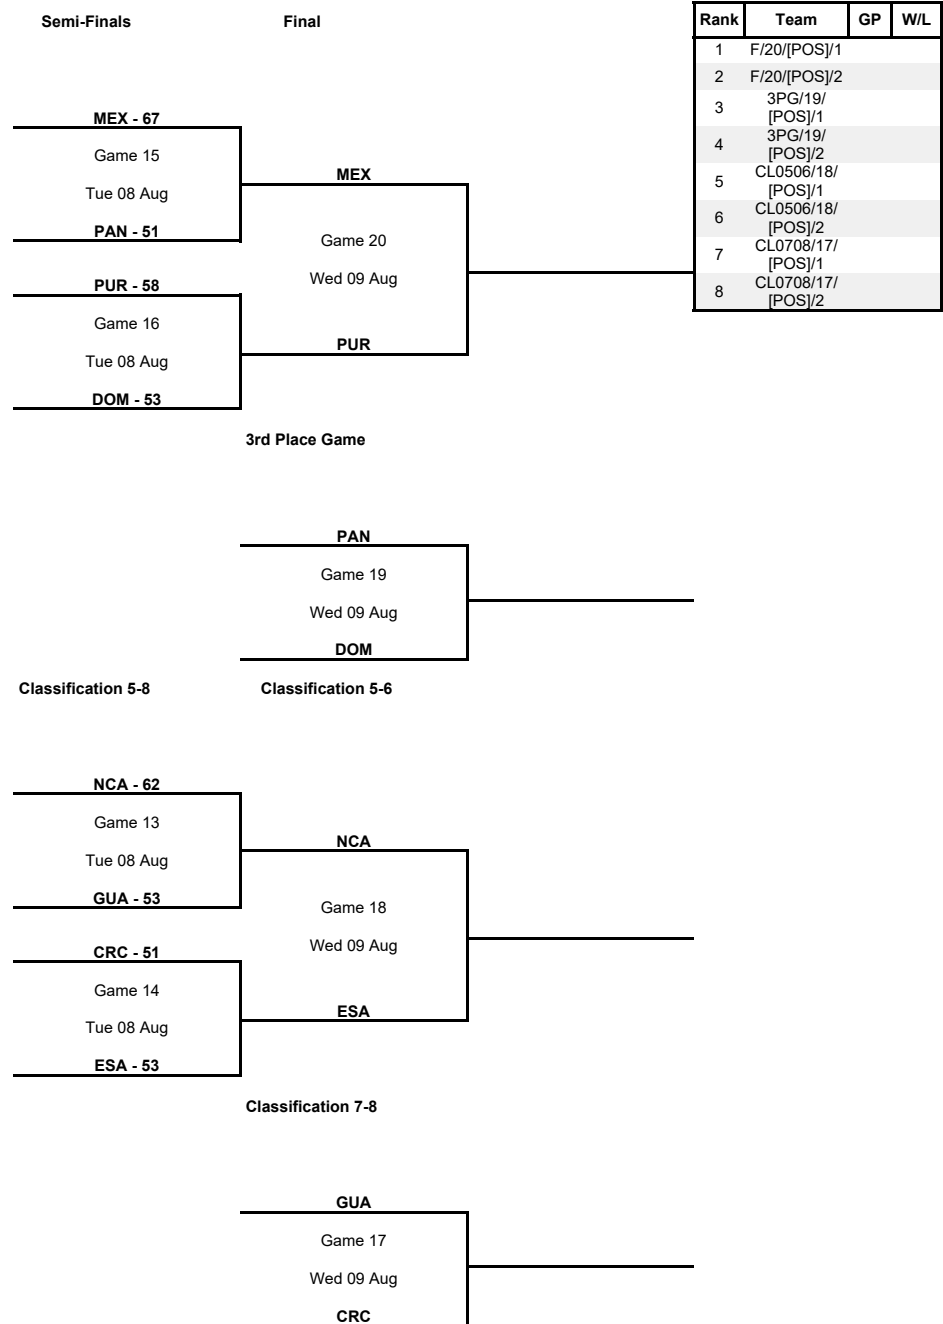 Semi-Finals Final
MEX - 67
Game 15
Tue 08 Aug
PAN - 51
PUR - 58
Game 16
Tue 08 Aug
DOM - 53
MEX
Game 20
Wed 09 Aug
PUR
Rank Team GP W/L
1 F/20/[POS]/1
2 F/20/[POS]/2
3 3PG/19/
[POS]/1
4 3PG/19/
[POS]/2
5 CL0506/18/
[POS]/1
6 CL0506/18/
[POS]/2
7 CL0708/17/
[POS]/1
8 CL0708/17/
[POS]/2
3rd Place Game
PAN
Game 19
Wed 09 Aug
DOM
Classification 5-8 Classification 5-6
NCA - 62
Game 13
Tue 08 Aug
GUA - 53
CRC - 51
Game 14
Tue 08 Aug
ESA - 53
NCA
Game 18
Wed 09 Aug
ESA
Classification 7-8
GUA
Game 17
Wed 09 Aug
CRC